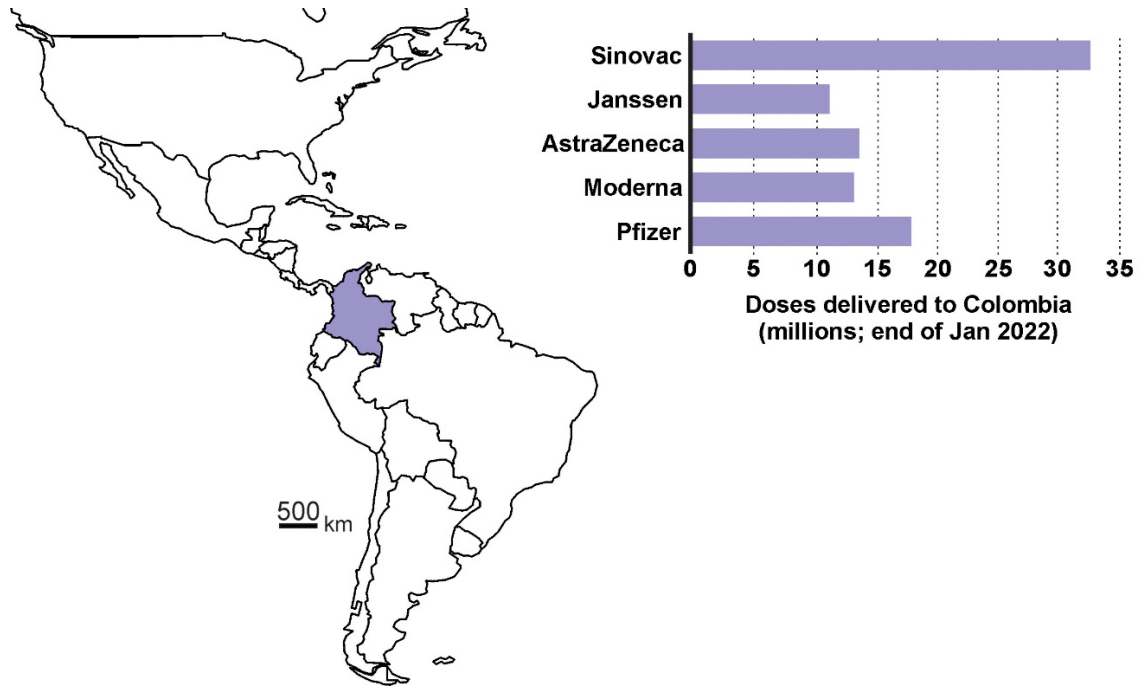 Sinovac
Janssen
AstraZeneca
Moderna
Pfizer
0 5 10 15 20 25 30 35
Doses delivered to Colombia
(millions; end of Jan 2022)
500 km